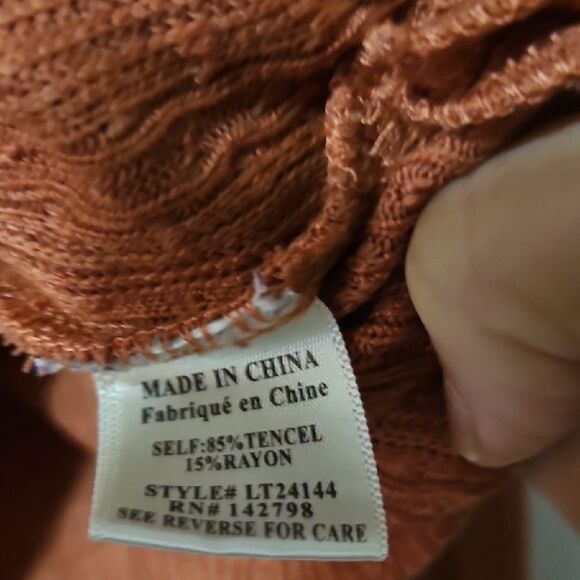 MADE IN CHINA
Fabriqué en Chine
SELF:85%TENCEL
15%RAYON
STYLE# LT24144
RN# 142798
SEE REVERSE FOR CARE